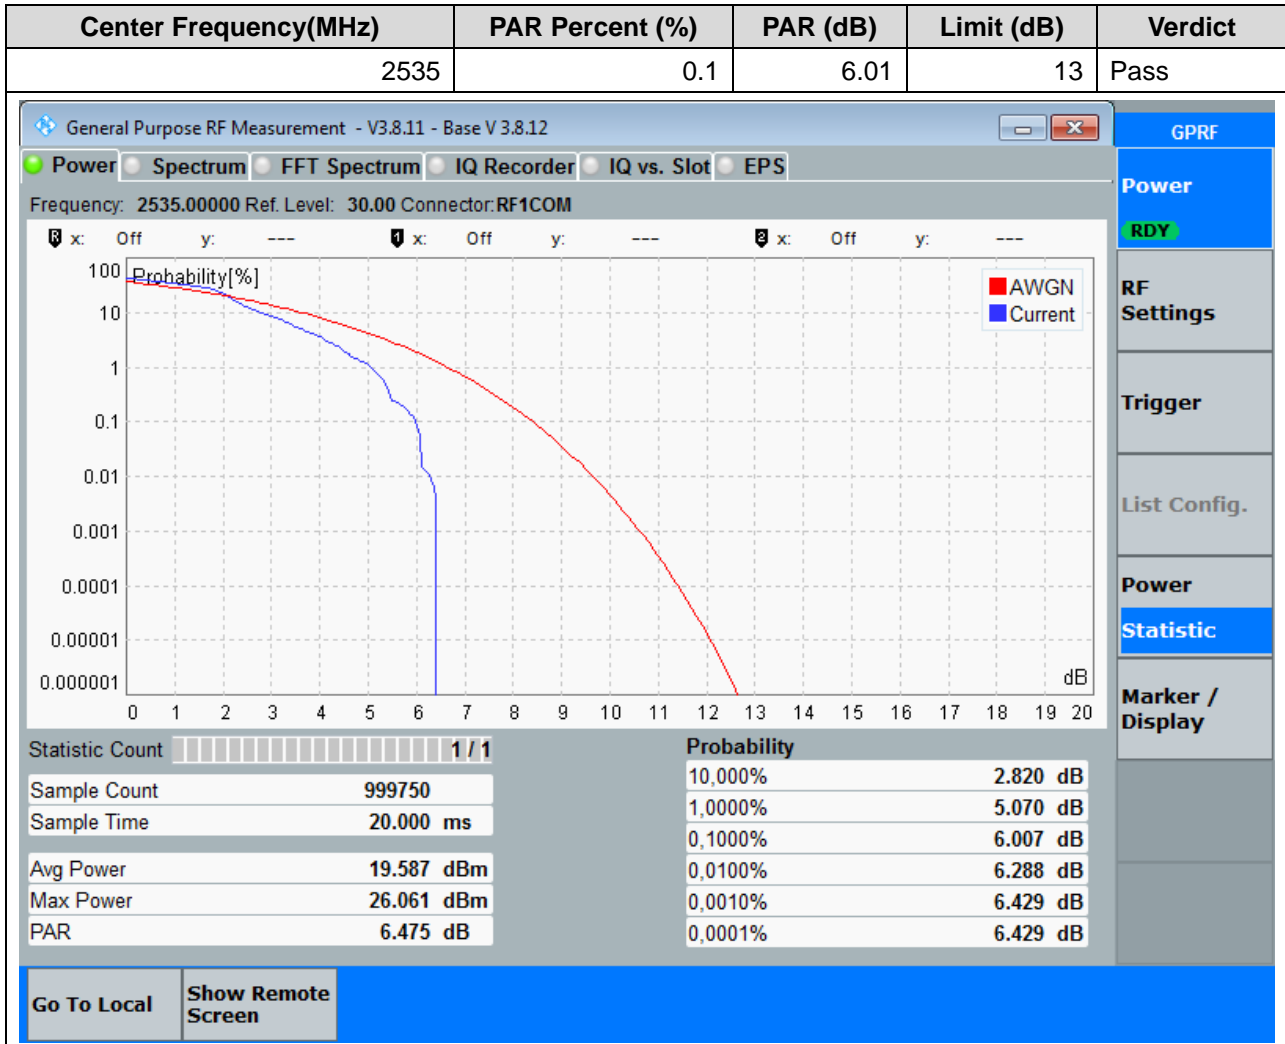 Center Frequency(MHz) PAR Percent (%) PAR (dB) Limit (dB) Verdict
2535 0.1 6.01 13 Pass
General Purpose RF Measurement - V3.8.11 - Base V 3.8.12
GPRF
Power Spectrum FFT Spectrum IQ Recorder IQ vs. Slot EPS
Frequency: 2535.00000 Ref. Level: 30.00 Connector: RF1COM
R x: Off y: --- 1 x: Off y: --- 2 x: Off y: ---
Probability[%]
AWGN
Current
100
10
1
0.1
0.01
0.001
0.0001
0.00001
0.000001
dB
0 1 2 3 4 5 6 7 8 9 10 11 12 13 14 15 16 17 18 19 20
Statistic Count 1 / 1
Sample Count 999750
Sample Time 20.000 ms
Avg Power 19.587 dBm
Max Power 26.061 dBm
PAR 6.475 dB
Probability
10,000% 2.820 dB
1,0000% 5.070 dB
0,1000% 6.007 dB
0,0100% 6.288 dB
0,0010% 6.429 dB
0,0001% 6.429 dB
Power
RDY
RF
Settings
Trigger
List Config.
Power
Statistic
Marker /
Display
Go To Local
Show Remote
Screen